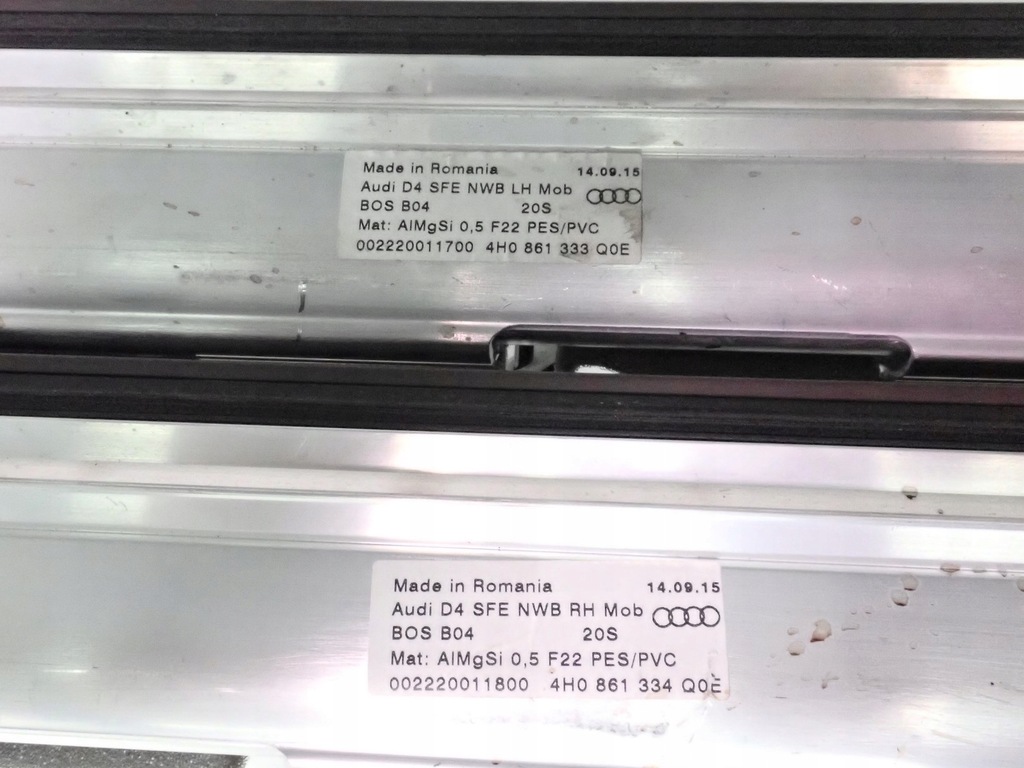 Made in Romania 14.09.15
Audi D4 SFE NWB LH Mob
BOS B04 20S
Mat: AlMgSi 0,5 F22 PES/PVC
002220011700 4H0 861 333 Q0E
Made in Romania 14.09.15
Audi D4 SFE NWB RH Mob
BOS B04 20S
Mat: AlMgSi 0,5 F22 PES/PVC
002220011800 4H0 861 334 Q0E